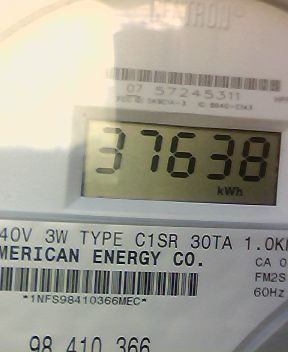 CENTRON
07 57245311
37638
kWh
40V 3W TYPE C1SR 30TA 1.0K
MERICAN ENERGY CO.
CA 0
FM2S
*1NFS98410366MEC*
60Hz
98 410 366